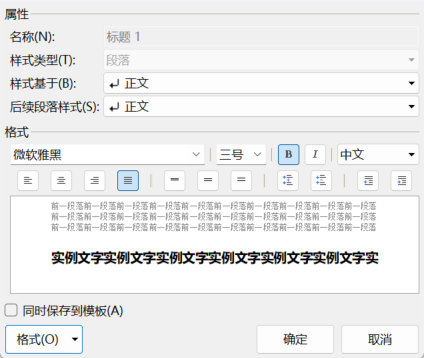 属性
名称(N): 标题 1
样式类型(T): 段落
样式基于(B): ↵ 正文
后续段落样式(S): ↵ 正文
格式
微软雅黑 三号 B I 中文
前一段落前一段落前一段落前一段落前一段落前一段落前一段落前一段落前一段落前一段落
前一段落前一段落前一段落前一段落前一段落前一段落前一段落前一段落前一段落前一段落
前一段落前一段落前一段落前一段落前一段落前一段落前一段落前一段落前一段落前一段落
实例文字实例文字实例文字实例文字实例文字实例文字实
同时保存到模板(A)
格式(O) 确定 取消